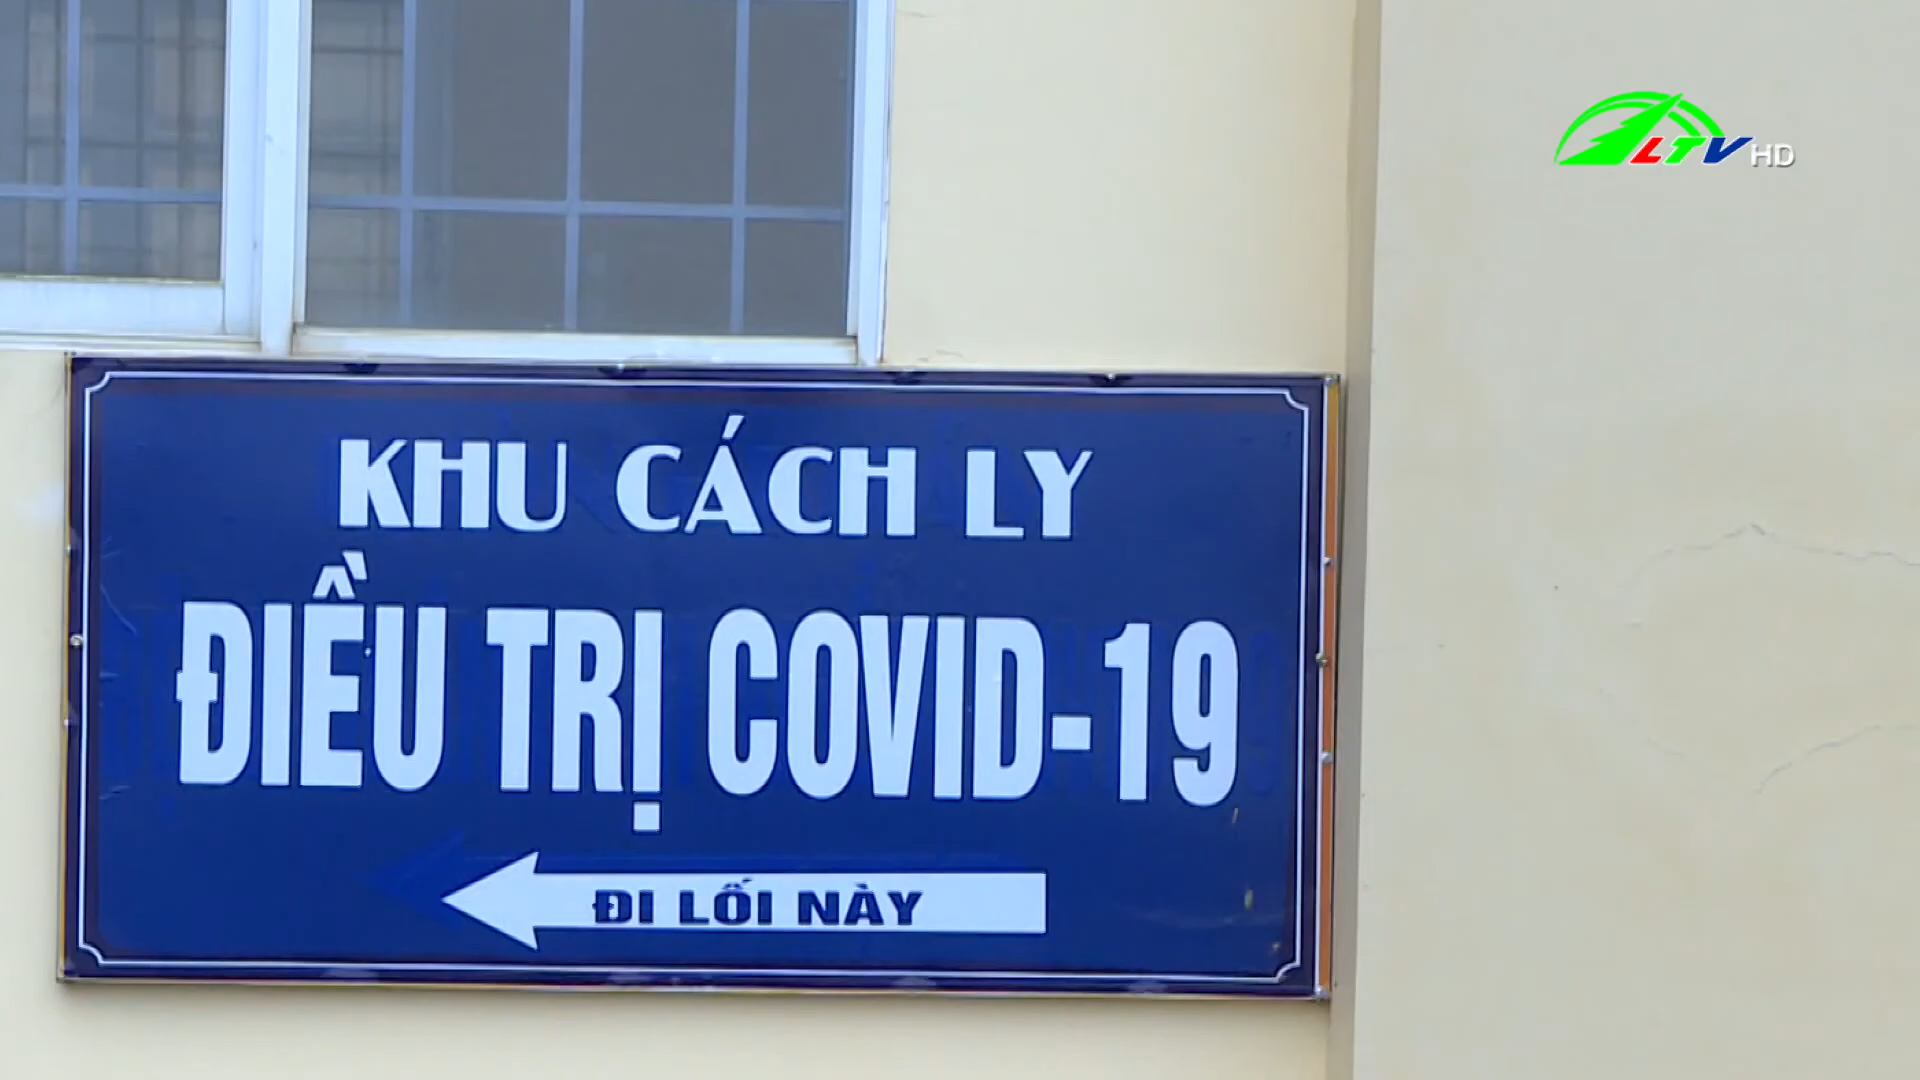 LTV HD
KHU CÁCH LY
ĐIỀU TRỊ COVID-19
ĐI LỐI NÀY